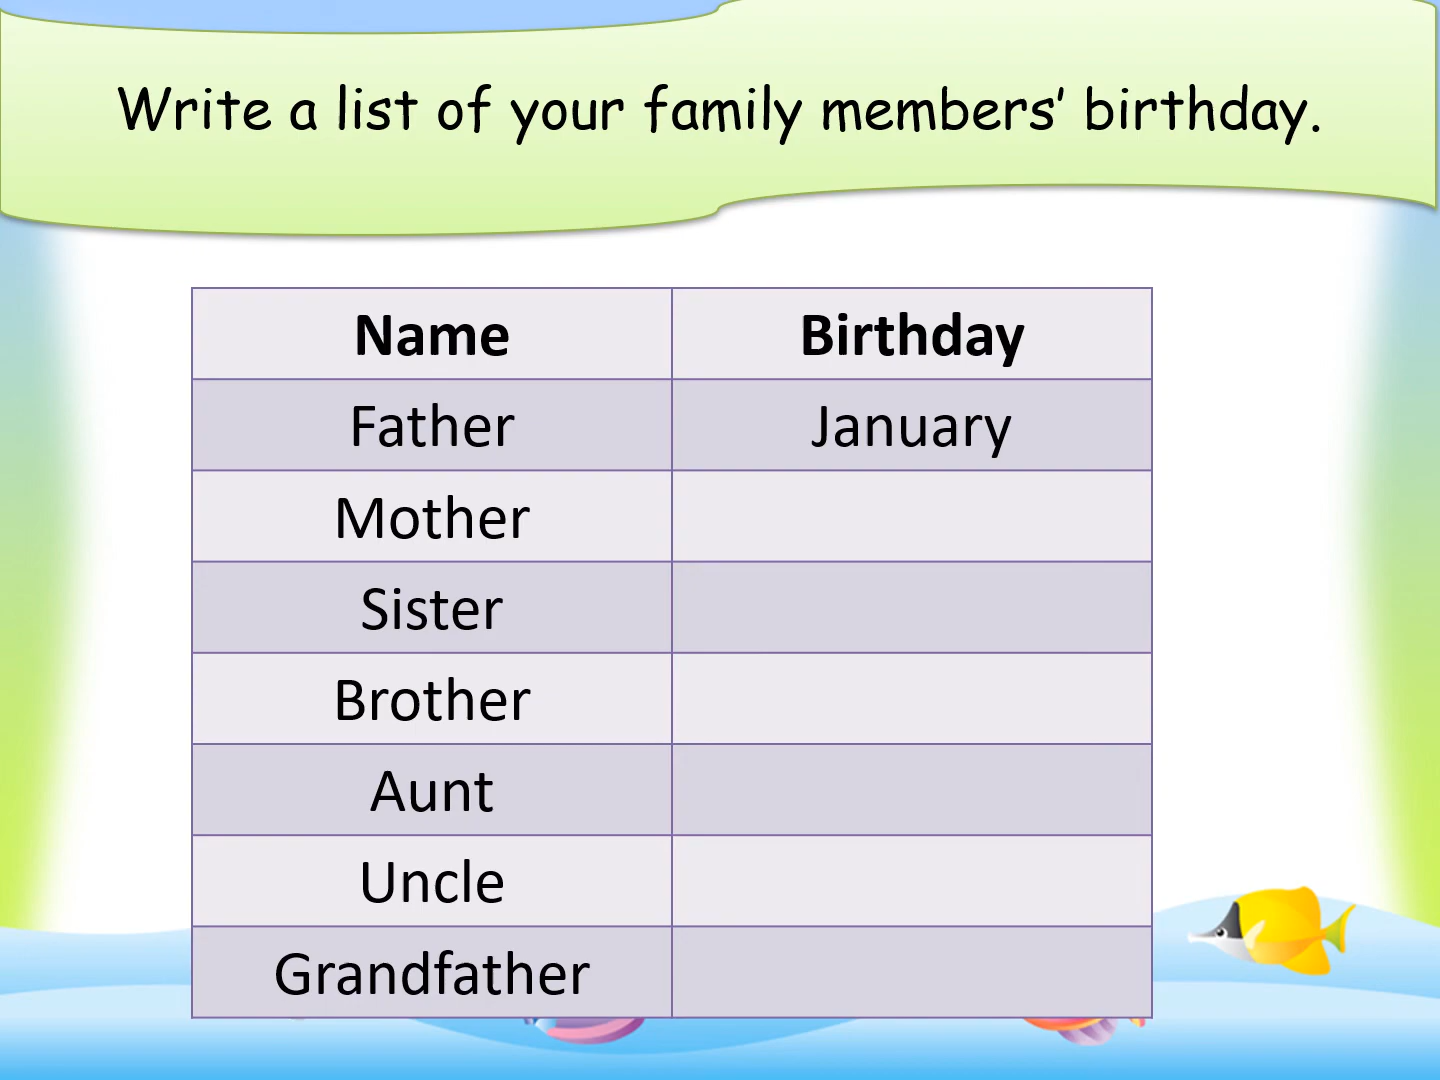 Write a list of your family members’ birthday.
Name Birthday
Father January
Mother
Sister
Brother
Aunt
Uncle
Grandfather